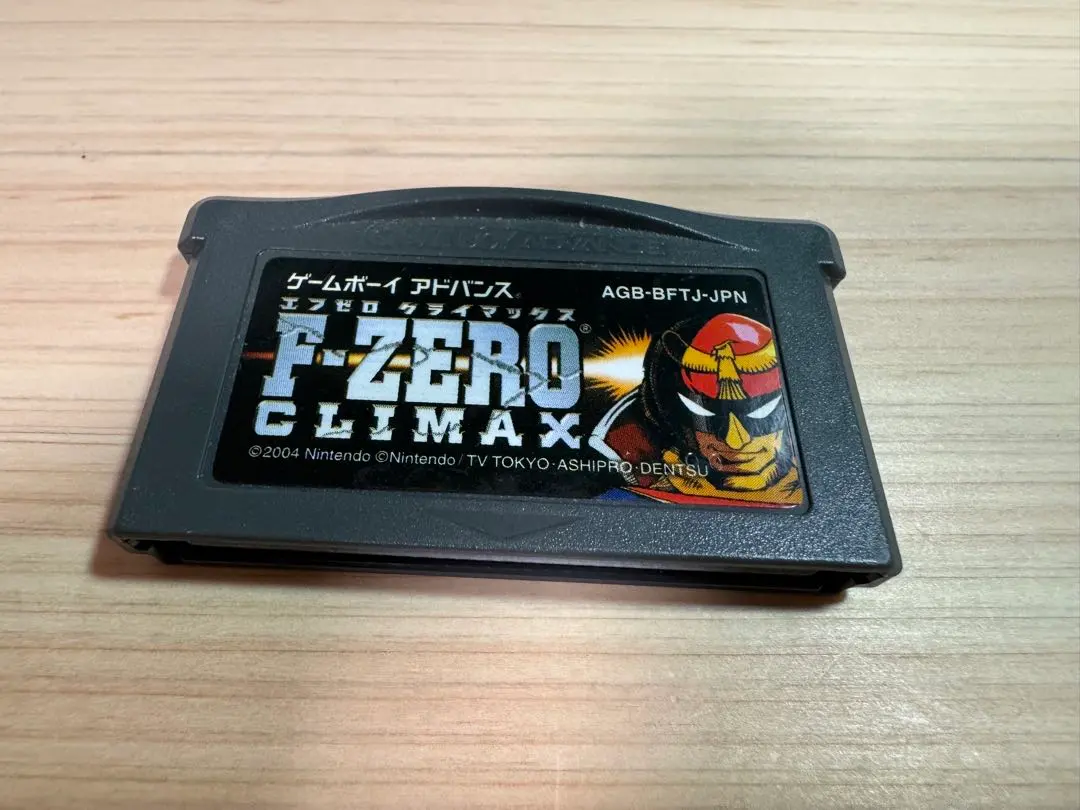 ゲームボーイ アドバンス®
AGB-BFTJ-JPN
エフゼロ クライマックス
F-ZERO®
CLIMAX
©2004 Nintendo ©Nintendo/TV TOKYO·ASHIPRO·DENTSU